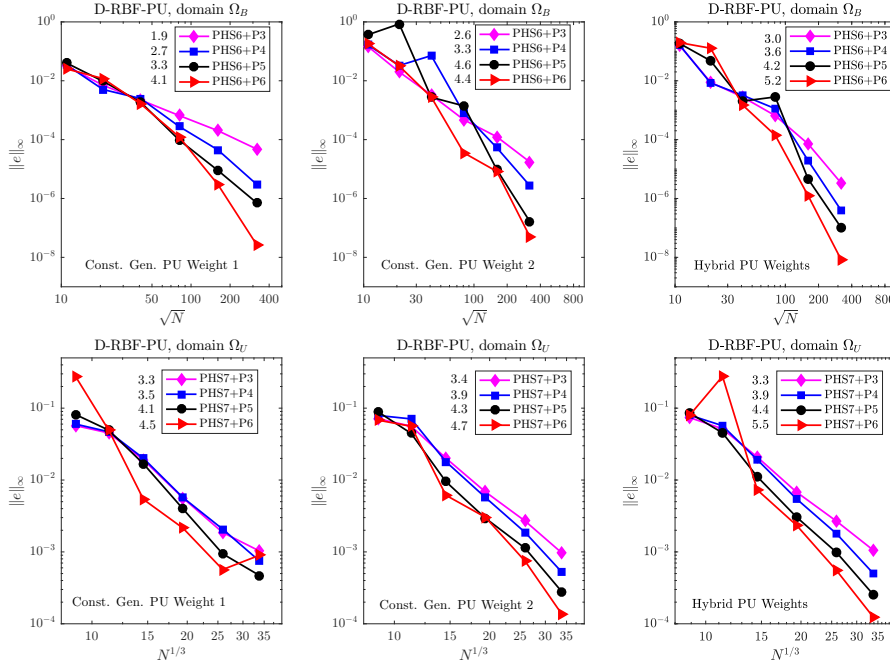 D-RBF-PU, domain Ω_B
10^0
10^{-2}
10^{-4}
10^{-6}
10^{-8}
‖e‖_∞
1.9 PHS6+P3
2.7 PHS6+P4
3.3 PHS6+P5
4.1 PHS6+P6
Const. Gen. PU Weight 1
10 50 100 200 400
√N
D-RBF-PU, domain Ω_B
10^0
10^{-2}
10^{-4}
10^{-6}
10^{-8}
‖e‖_∞
2.6 PHS6+P3
3.3 PHS6+P4
4.6 PHS6+P5
4.4 PHS6+P6
Const. Gen. PU Weight 2
10 40 100 400 800
√N
D-RBF-PU, domain Ω_B
10^0
10^{-2}
10^{-4}
10^{-6}
10^{-8}
‖e‖_∞
3.0 PHS6+P3
3.6 PHS6+P4
4.2 PHS6+P5
5.2 PHS6+P6
Hybrid PU Weights
10 40 100 400 800
√N
D-RBF-PU, domain Ω_U
10^{-1}
10^{-2}
10^{-3}
10^{-4}
‖e‖_∞
3.3 PHS7+P3
3.5 PHS7+P4
4.1 PHS7+P5
4.5 PHS7+P6
Const. Gen. PU Weight 1
10 15 20 25 30 35
N^{1/3}
D-RBF-PU, domain Ω_U
10^{-1}
10^{-2}
10^{-3}
10^{-4}
‖e‖_∞
3.4 PHS7+P3
3.9 PHS7+P4
4.3 PHS7+P5
4.7 PHS7+P6
Const. Gen. PU Weight 2
10 15 20 25 30 35
N^{1/3}
D-RBF-PU, domain Ω_U
10^{-1}
10^{-2}
10^{-3}
10^{-4}
‖e‖_∞
3.3 PHS7+P3
3.9 PHS7+P4
4.4 PHS7+P5
5.5 PHS7+P6
Hybrid PU Weights
10 15 20 25 30 35
N^{1/3}